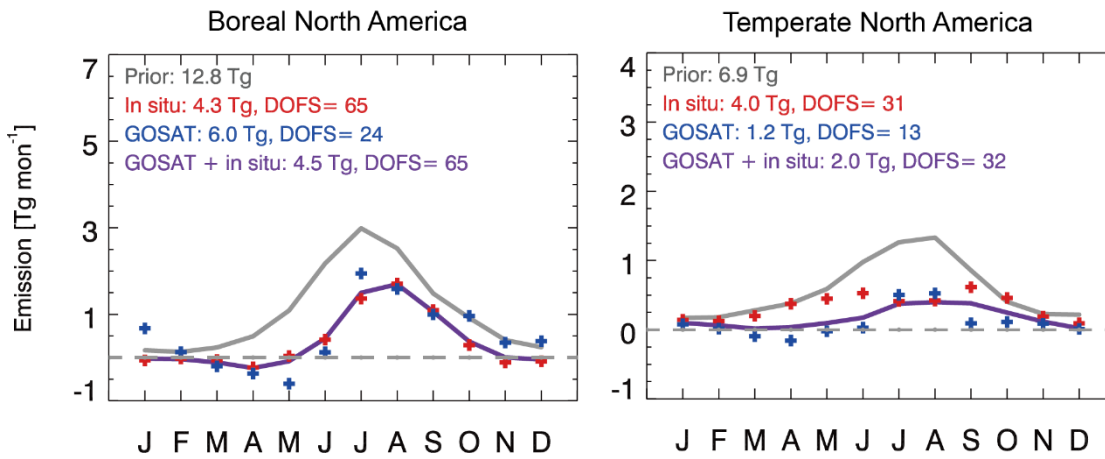 Boreal North America
Prior: 12.8 Tg
In situ: 4.3 Tg, DOFS= 65
GOSAT: 6.0 Tg, DOFS= 24
GOSAT + in situ: 4.5 Tg, DOFS= 65
7
5
3
1
-1
Emission [Tg mon⁻¹]
J F M A M J J A S O N D
Temperate North America
Prior: 6.9 Tg
In situ: 4.0 Tg, DOFS= 31
GOSAT: 1.2 Tg, DOFS= 13
GOSAT + in situ: 2.0 Tg, DOFS= 32
4
3
2
1
0
-1
J F M A M J J A S O N D